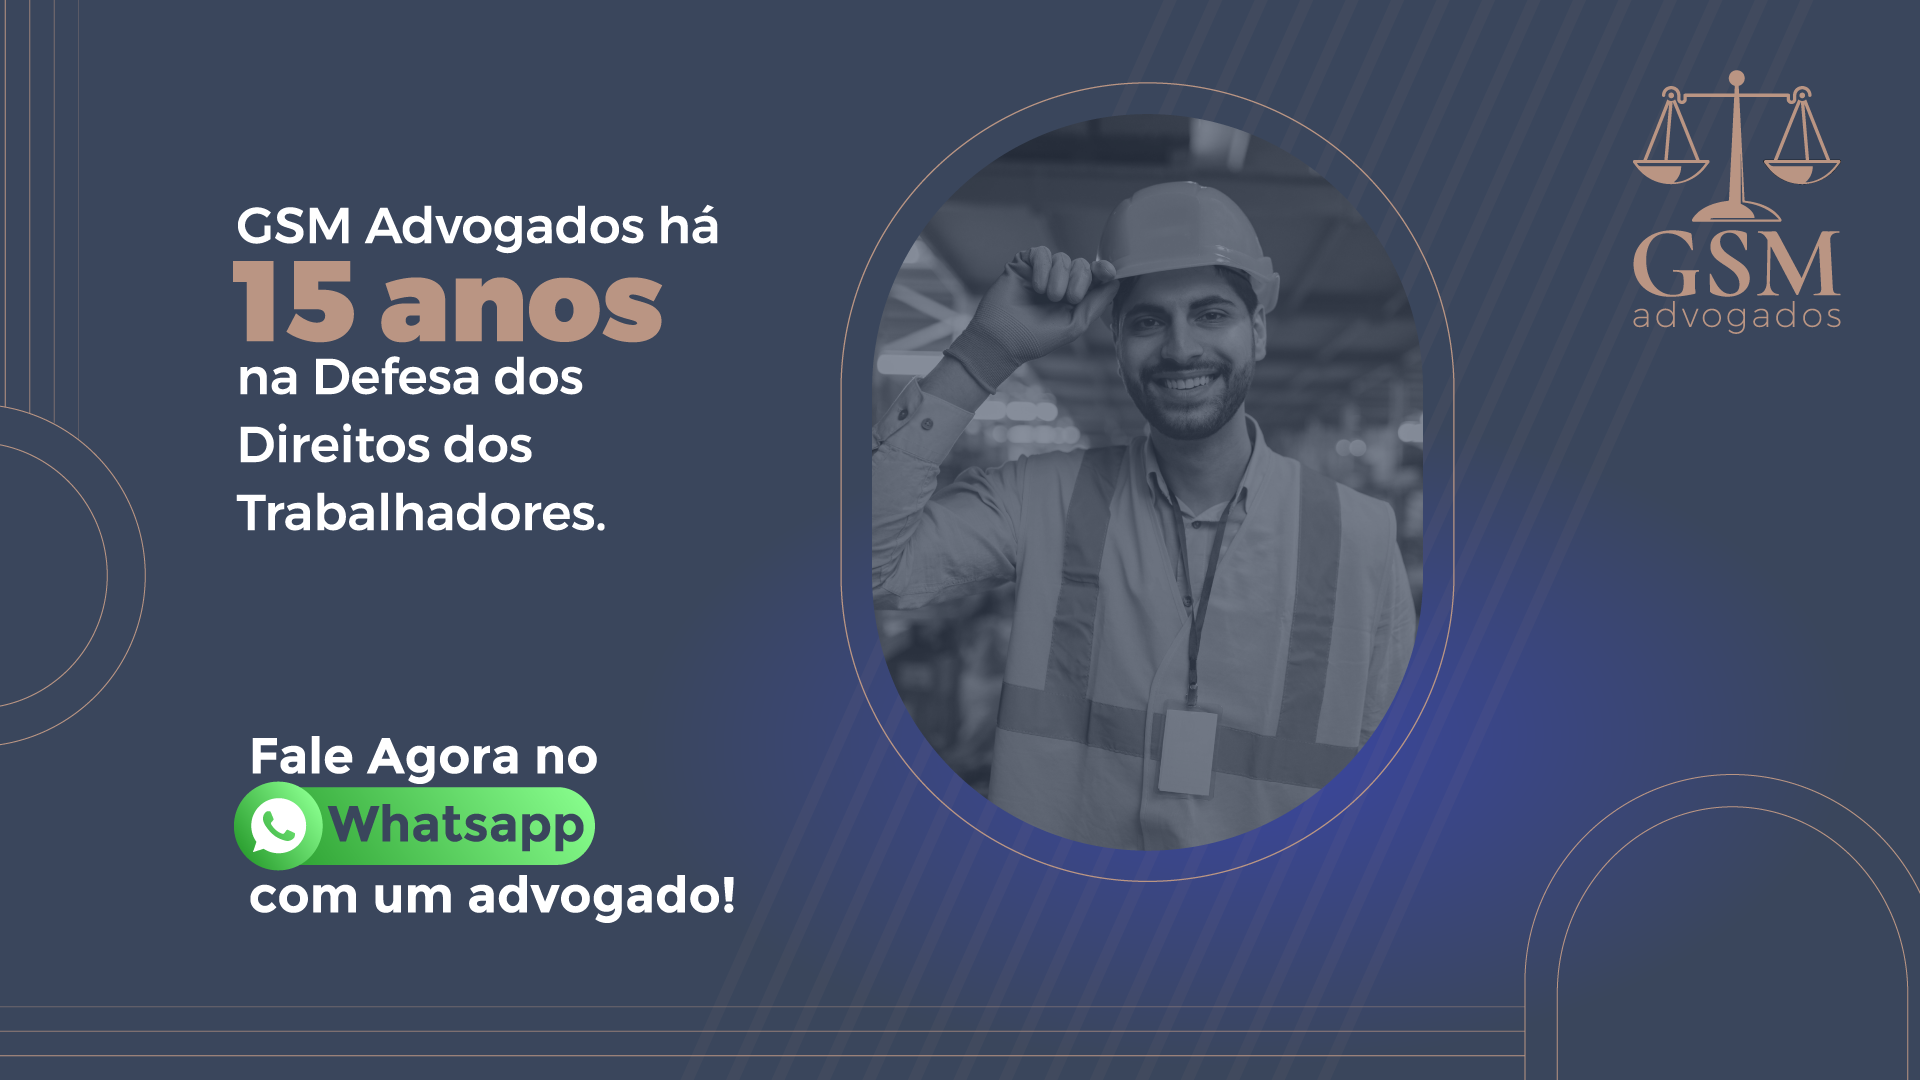 GSM Advogados há
15 anos
na Defesa dos
Direitos dos
Trabalhadores.
Fale Agora no
Whatsapp
com um advogado!
GSM
advogados